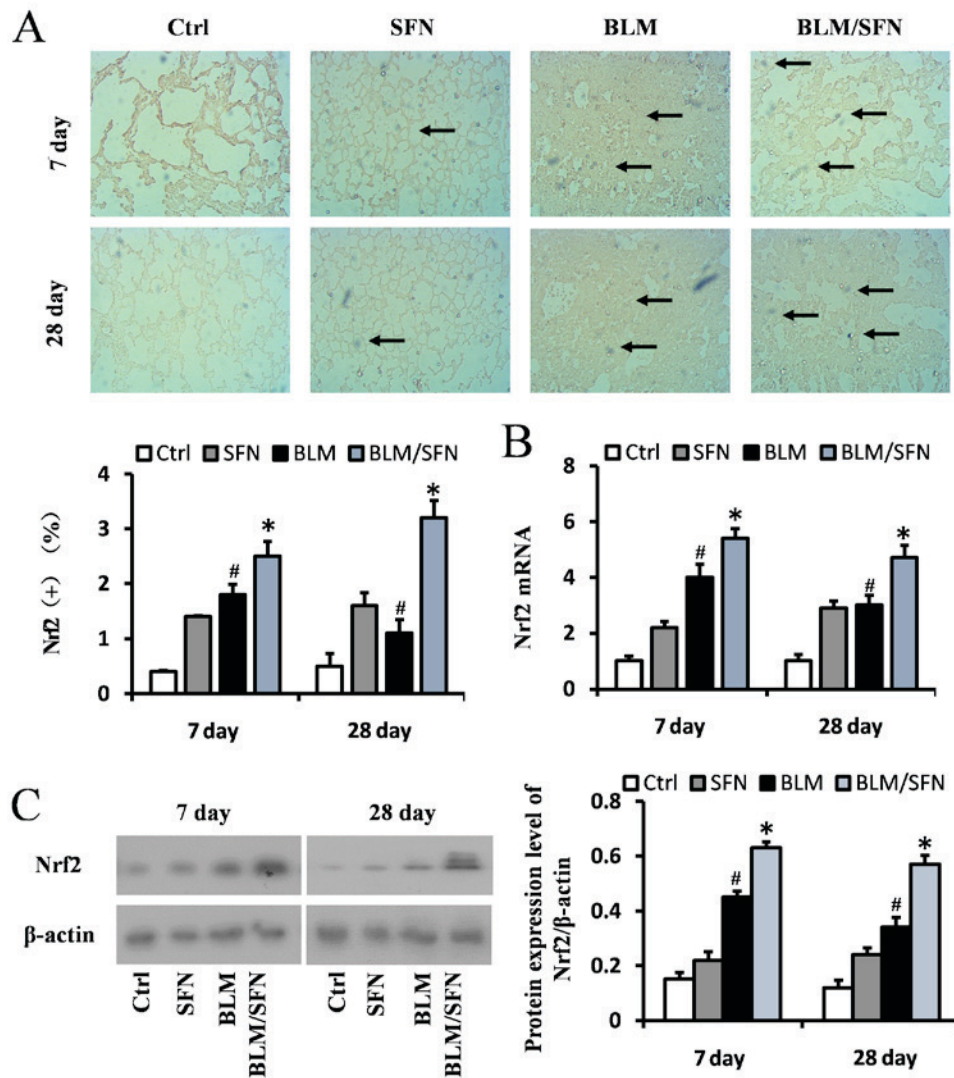 A
Ctrl SFN BLM BLM/SFN
7 day
28 day
Ctrl SFN BLM BLM/SFN
Nrf2 (+) (%)
4
3
2
1
0
# * # *
7 day 28 day
B
Ctrl SFN BLM BLM/SFN
Nrf2 mRNA
8
6
4
2
0
# * # *
7 day 28 day
C
7 day 28 day
Nrf2
β-actin
Ctrl SFN BLM BLM/SFN Ctrl SFN BLM BLM/SFN
Ctrl SFN BLM BLM/SFN
Protein expression level of
Nrf2/β-actin
0.8
0.6
0.4
0.2
0
# * # *
7 day 28 day